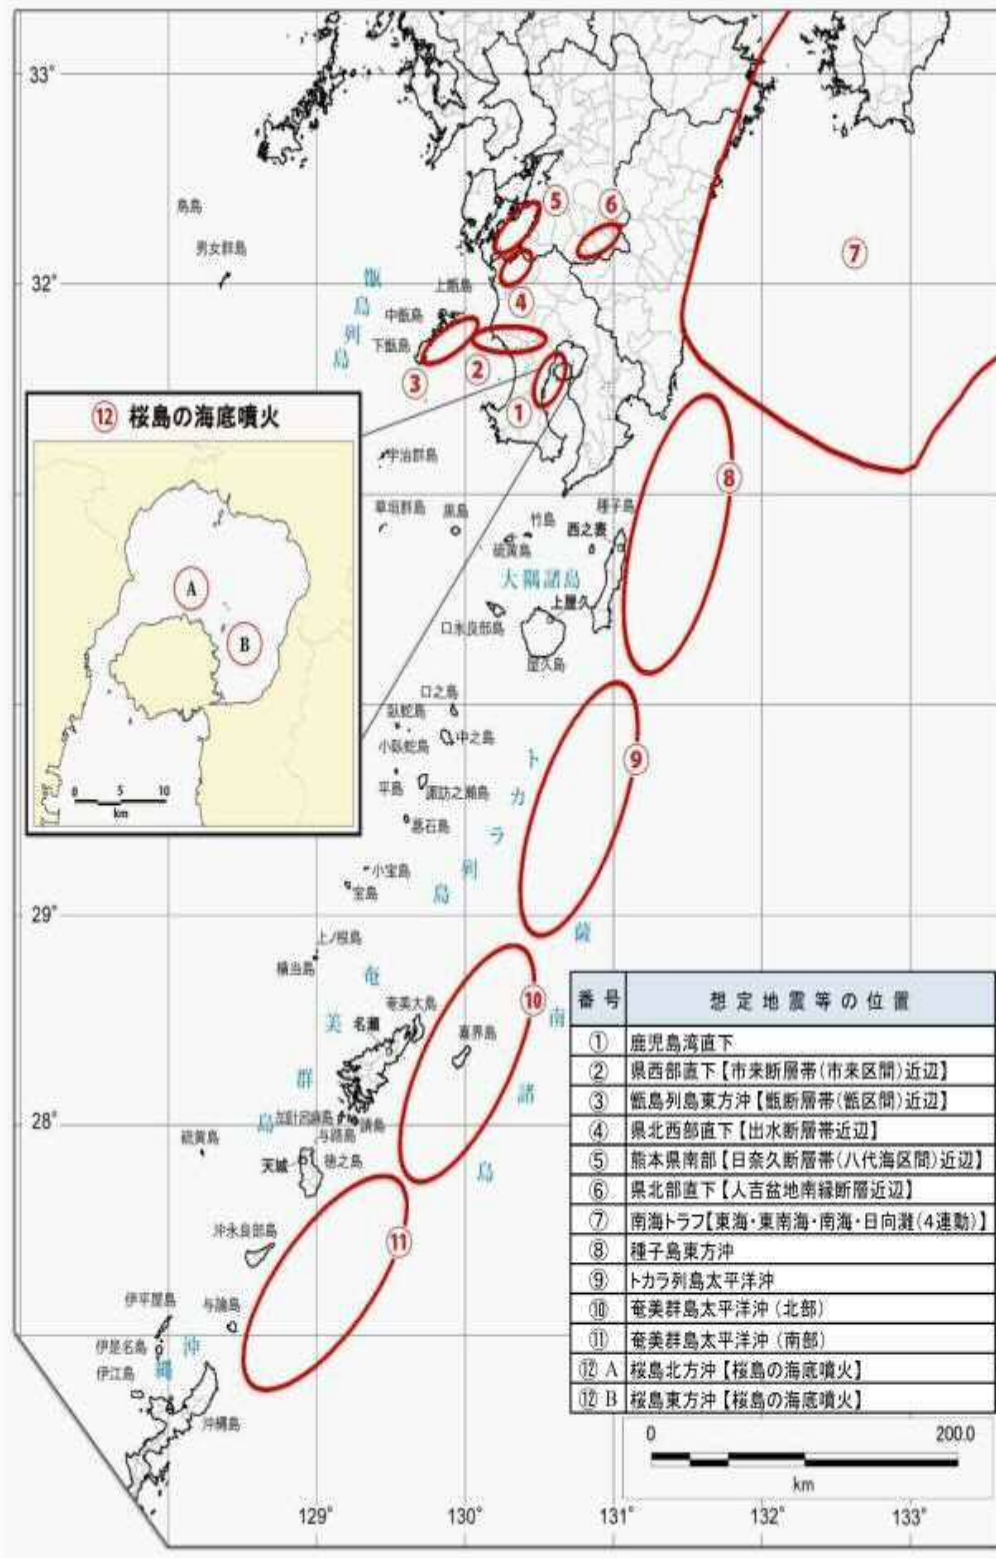 33°
鳥島
⑤
⑥
男女群島
⑦
32°
甑島列島
上甑島
中甑島
下甑島
④
③
②
①
⑫ 桜島の海底噴火
A
B
0 5 10
km
宇治群島
⑧
草垣群島
黒島
竹島
硫黄島
種子島
西之表
大隅諸島
上屋久
口永良部島
屋久島
口之島
臥蛇島
小臥蛇島
中之島
⑨
平島
諏訪之瀬島
悪石島
トカラ列島
小宝島
宝島
29°
薩南諸島
上ノ根島
横当島
奄美群島
奄美大島
名瀬
喜界島
⑩
28°
加計呂麻島
請島
与路島
硫黄島
天城
徳之島
沖永良部島
⑪
伊平屋島
与論島
伊是名島
伊江島
沖縄
沖縄島
番号 想定地震等の位置
① 鹿児島湾直下
② 県西部直下【市来断層帯(市来区間)近辺】
③ 甑島列島東方沖【甑断層帯(甑区間)近辺】
④ 県北西部直下【出水断層帯近辺】
⑤ 熊本県南部【日奈久断層帯(八代海区間)近辺】
⑥ 県北部直下【人吉盆地南縁断層近辺】
⑦ 南海トラフ【東海・東南海・南海・日向灘(4連動)】
⑧ 種子島東方沖
⑨ トカラ列島太平洋沖
⑩ 奄美群島太平洋沖(北部)
⑪ 奄美群島太平洋沖(南部)
⑫ A 桜島北方沖【桜島の海底噴火】
⑫ B 桜島東方沖【桜島の海底噴火】
0 200.0
km
129° 130° 131° 132° 133°